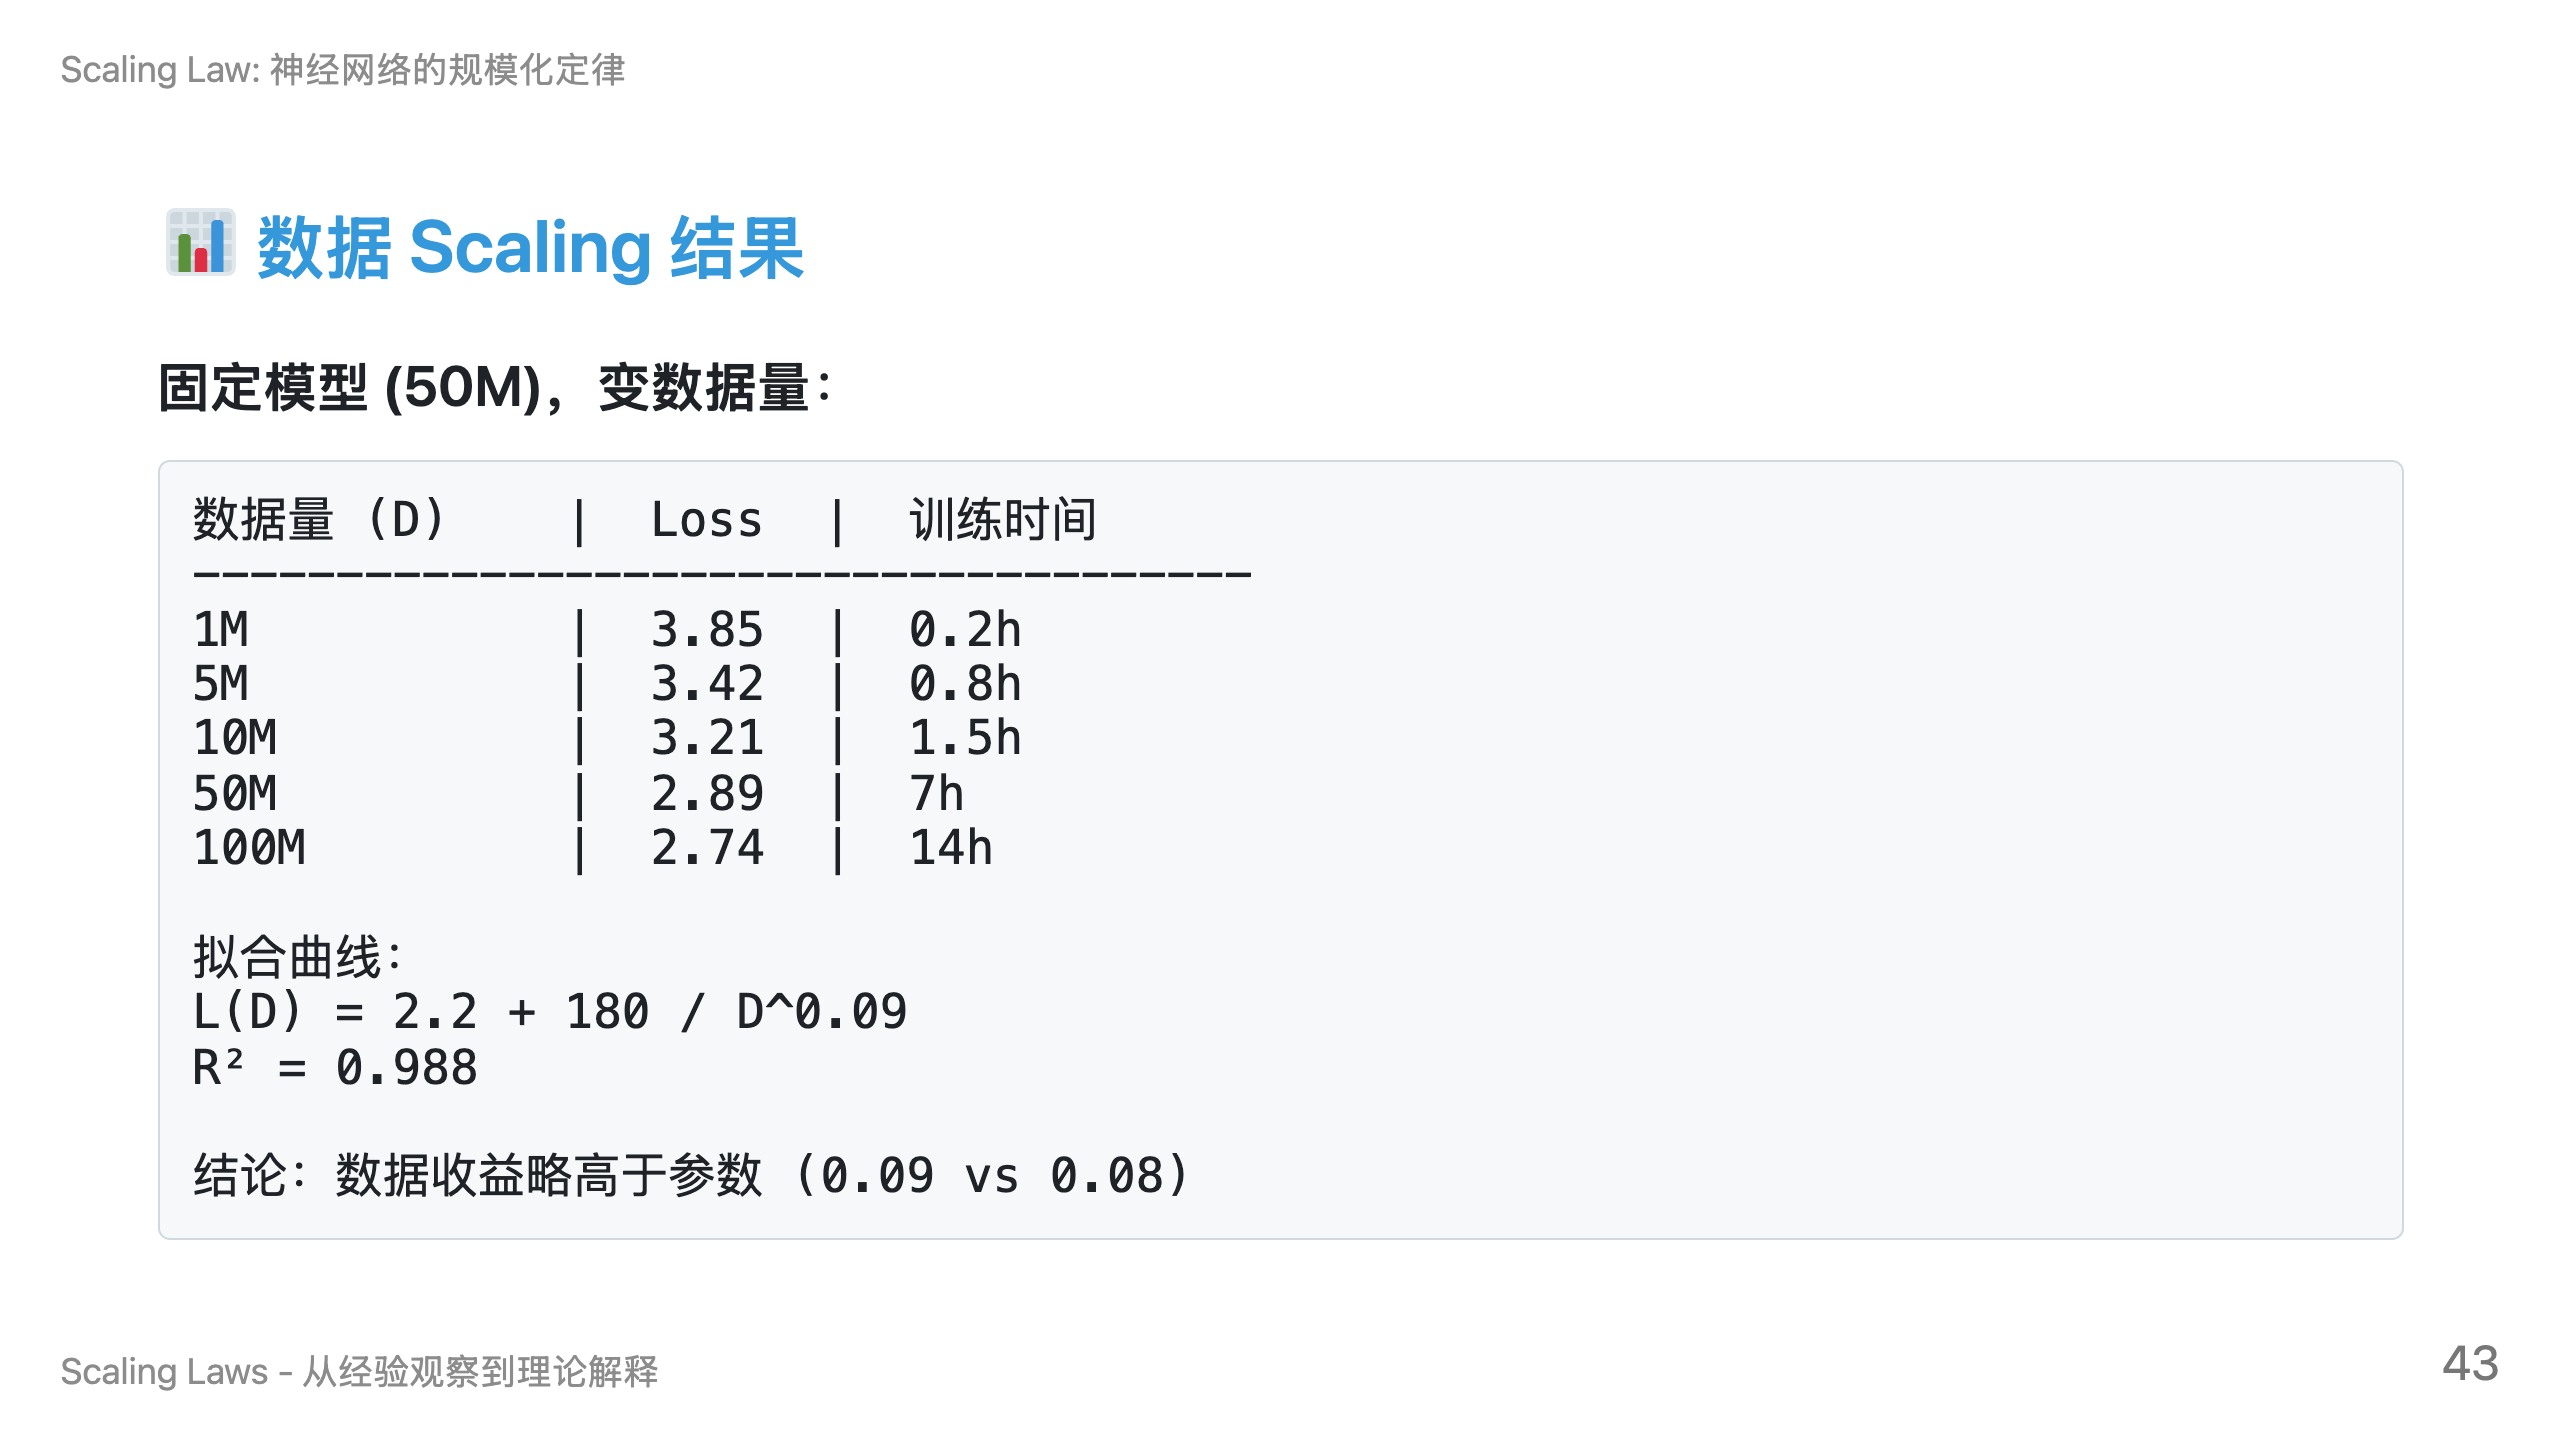 Scaling Law: 神经网络的规模化定律
数据 Scaling 结果
固定模型 (50M)，变数据量：
数据量 (D) | Loss | 训练时间
-------------------------------------
1M | 3.85 | 0.2h
5M | 3.42 | 0.8h
10M | 3.21 | 1.5h
50M | 2.89 | 7h
100M | 2.74 | 14h
拟合曲线：
L(D) = 2.2 + 180 / D^0.09
R² = 0.988
结论：数据收益略高于参数 (0.09 vs 0.08)
Scaling Laws - 从经验观察到理论解释
43